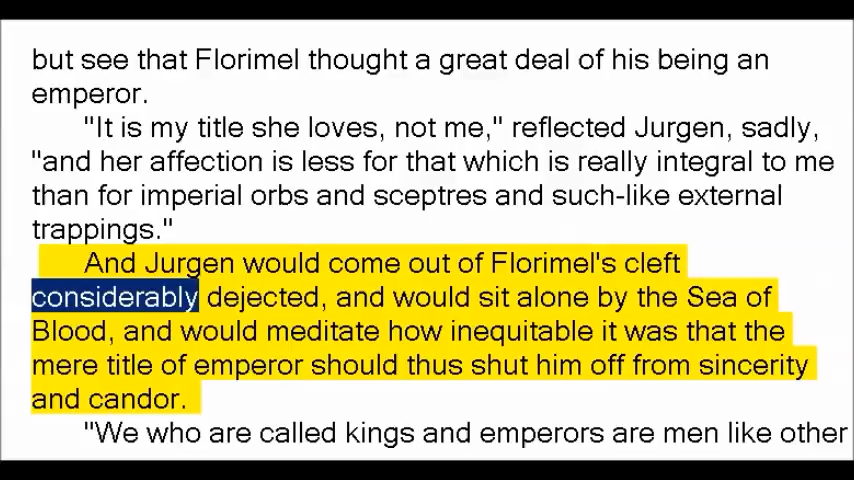 but see that Florimel thought a great deal of his being an
emperor.
"It is my title she loves, not me," reflected Jurgen, sadly,
"and her affection is less for that which is really integral to me
than for imperial orbs and sceptres and such-like external
trappings."
And Jurgen would come out of Florimel's cleft
considerably dejected, and would sit alone by the Sea of
Blood, and would meditate how inequitable it was that the
mere title of emperor should thus shut him off from sincerity
and candor.
"We who are called kings and emperors are men like other